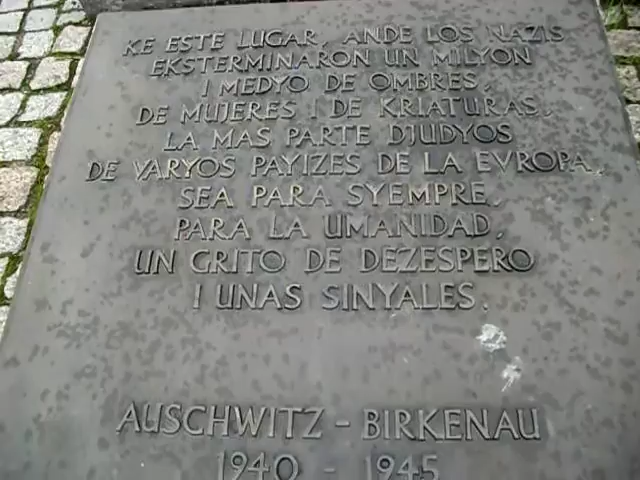 KE ESTE LUGAR, ANDE LOS NAZIS
EKSTERMINARON UN MILYON
I MEDYO DE OMBRES,
DE MUJERES I DE KRIATURAS,
LA MAS PARTE DJUDYOS
DE VARYOS PAYIZES DE LA EVROPA,
SEA PARA SYEMPRE,
PARA LA UMANIDAD,
UN GRITO DE DEZESPERO
I UNAS SINYALES.
AUSCHWITZ - BIRKENAU
1940 - 1945